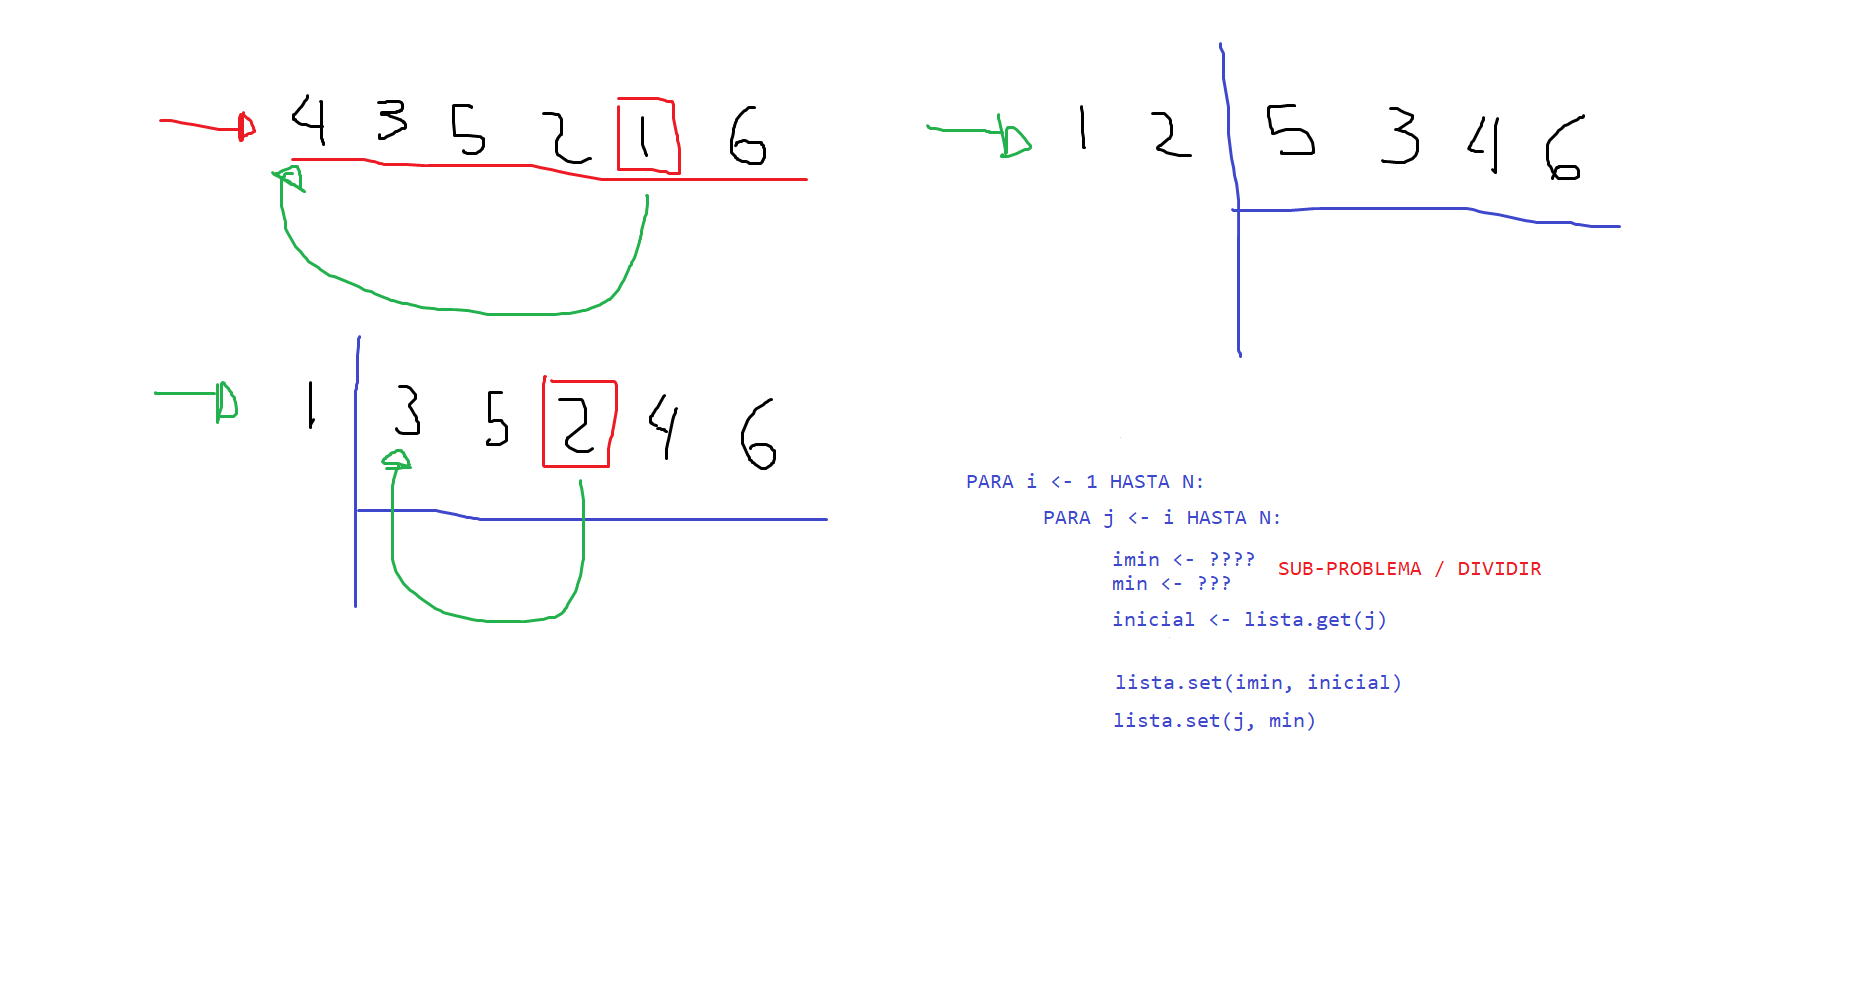 4 3 5 2 1 6
1 3 5 2 4 6
1 2 5 3 4 6
PARA i <- 1 HASTA N:
PARA j <- i HASTA N:
imin <- ????
min <- ???
SUB-PROBLEMA / DIVIDIR
inicial <- lista.get(j)
lista.set(imin, inicial)
lista.set(j, min)